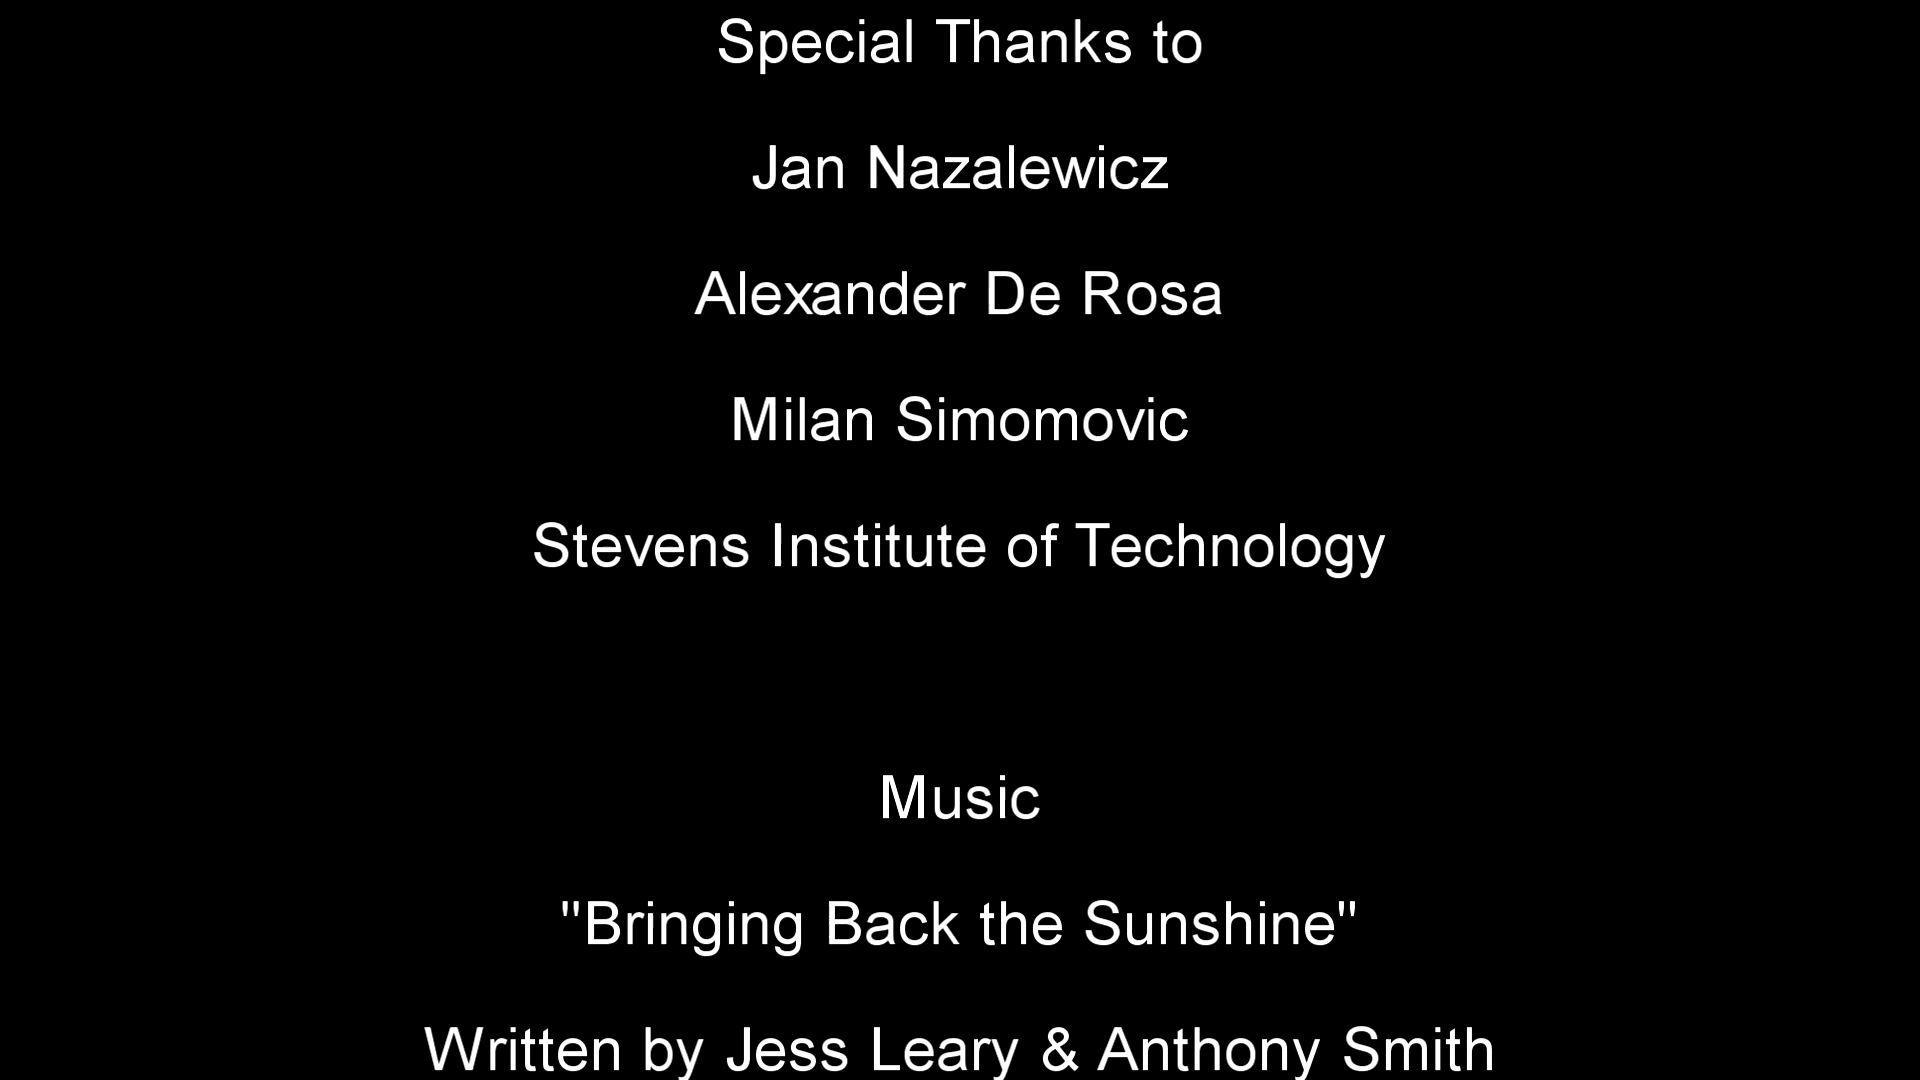 Special Thanks to
Jan Nazalewicz
Alexander De Rosa
Milan Simomovic
Stevens Institute of Technology
Music
"Bringing Back the Sunshine"
Written by Jess Leary & Anthony Smith